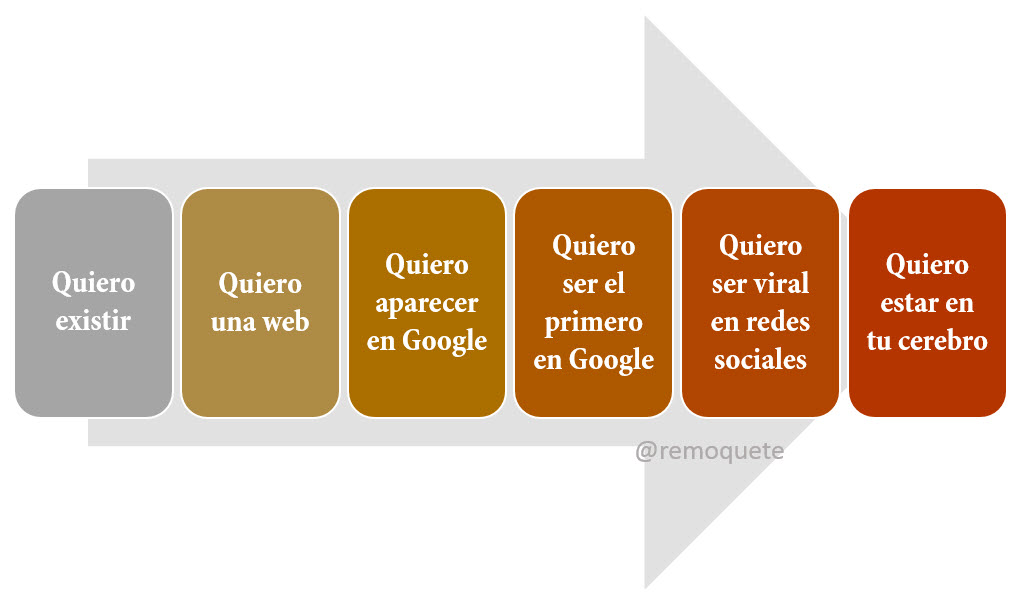 Quiero
existir
Quiero
una web
Quiero
aparecer
en Google
Quiero
ser el
primero
en Google
Quiero
ser viral
en redes
sociales
Quiero
estar en
tu cerebro
@remoquete